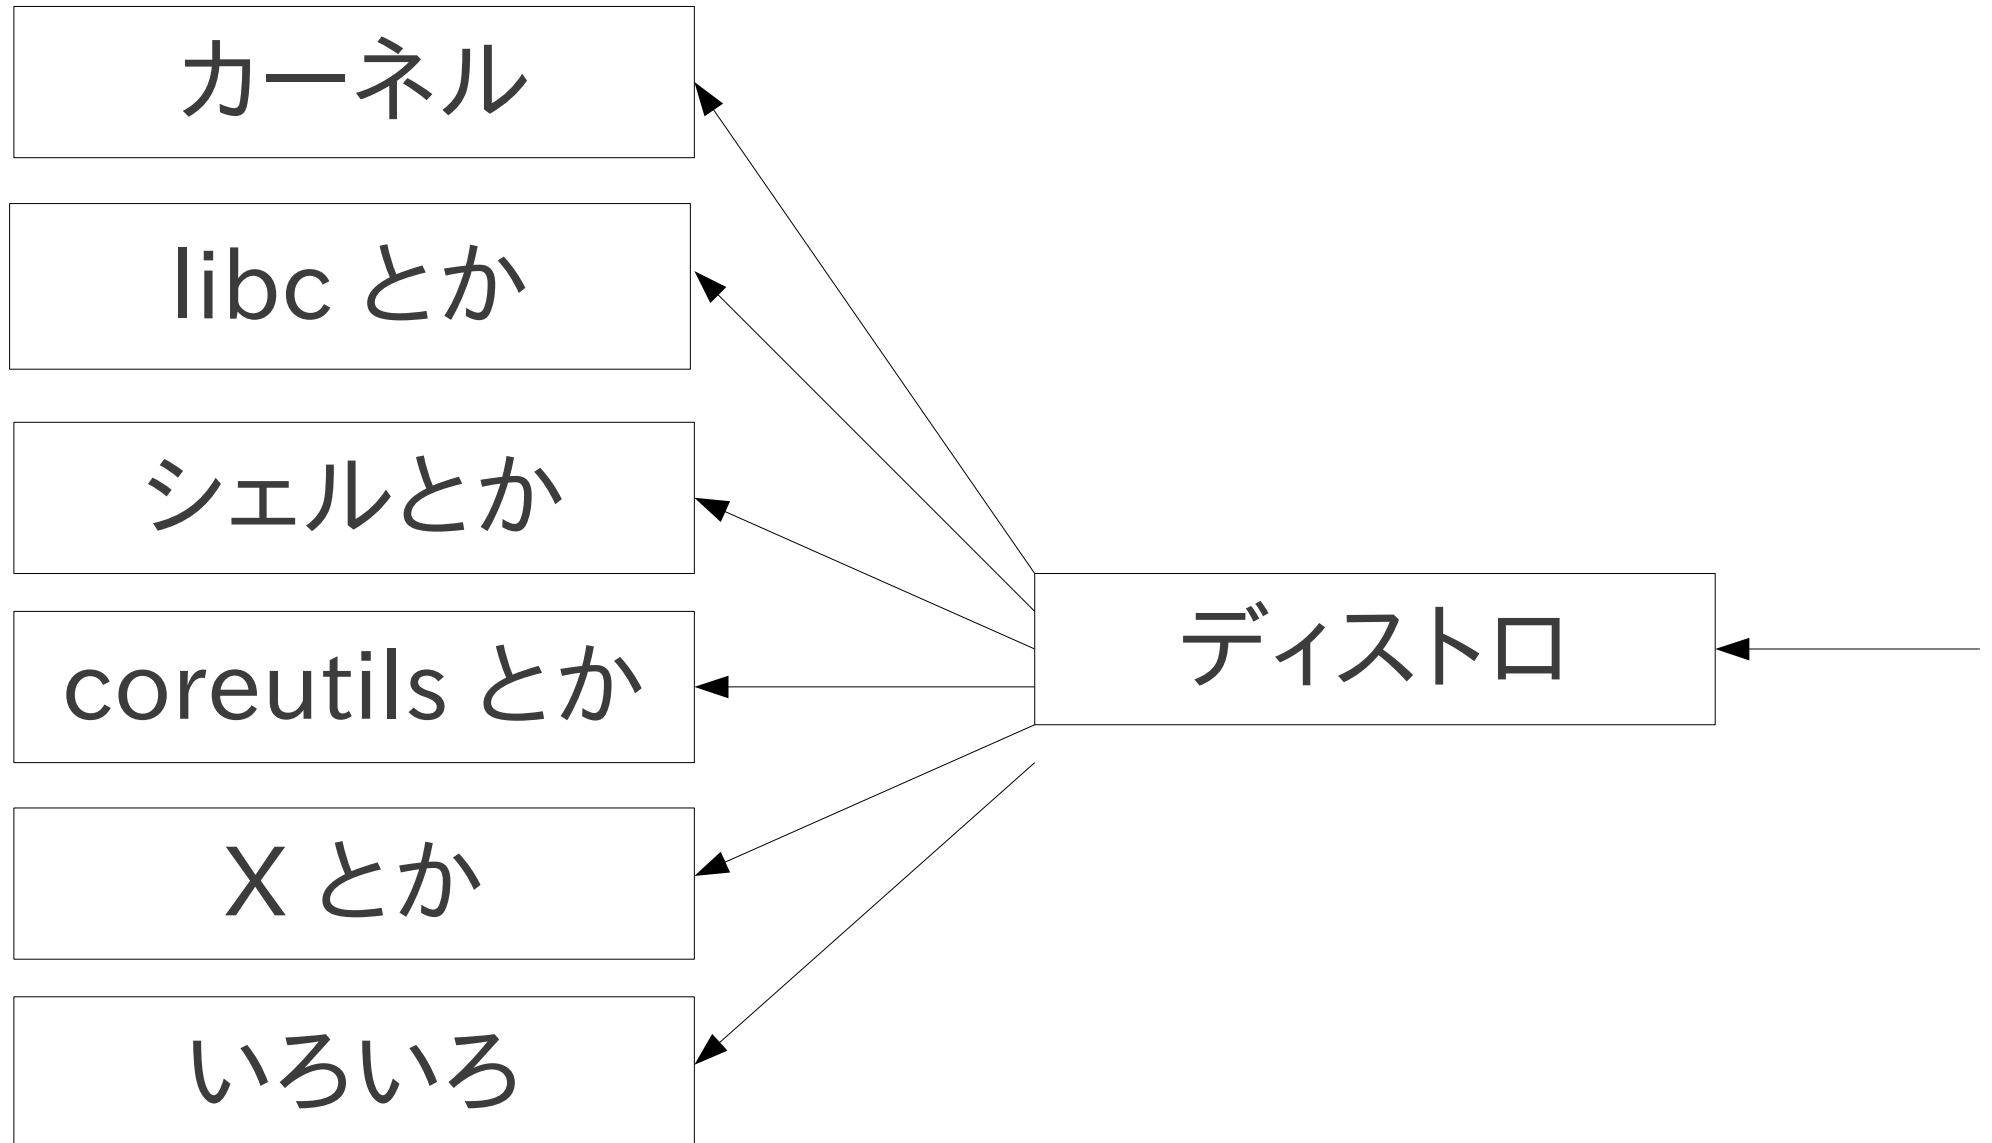 カーネル
libc とか
シェルとか
coreutils とか
X とか
いろいろ
ディストロ